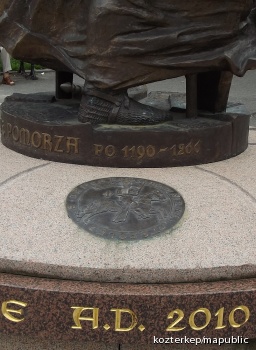 POMORZA PO 1190 - 1266
E A.D. 2010
kozterkep/mapublic